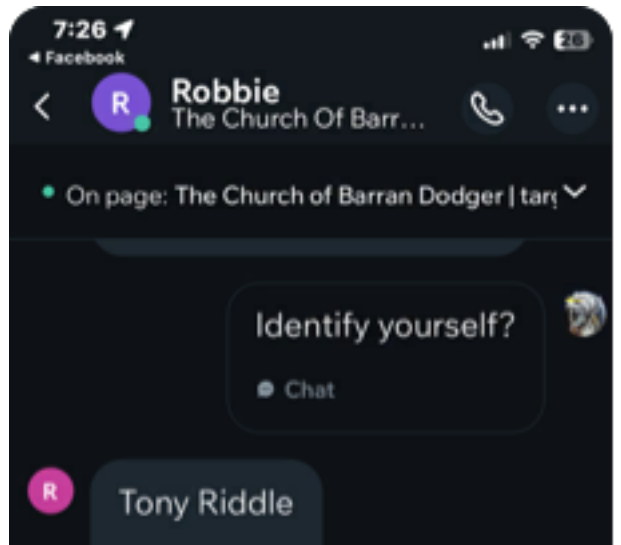 7:26
26
◀ Facebook
R
Robbie
The Church Of Barr...
On page: The Church of Barran Dodger | targ
Identify yourself?
Chat
R
Tony Riddle